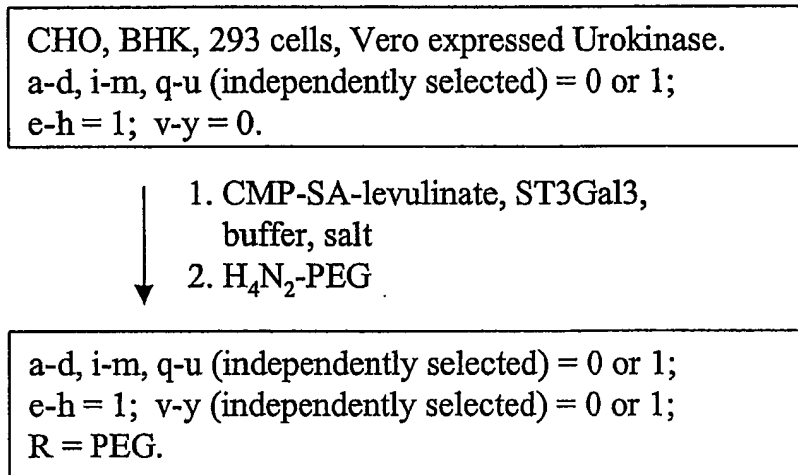 CHO, BHK, 293 cells, Vero expressed Urokinase.
a-d, i-m, q-u (independently selected) = 0 or 1;
e-h = 1; v-y = 0.
1. CMP-SA-levulinate, ST3Gal3,
buffer, salt
2. H₄N₂-PEG
a-d, i-m, q-u (independently selected) = 0 or 1;
e-h = 1; v-y (independently selected) = 0 or 1;
R = PEG.